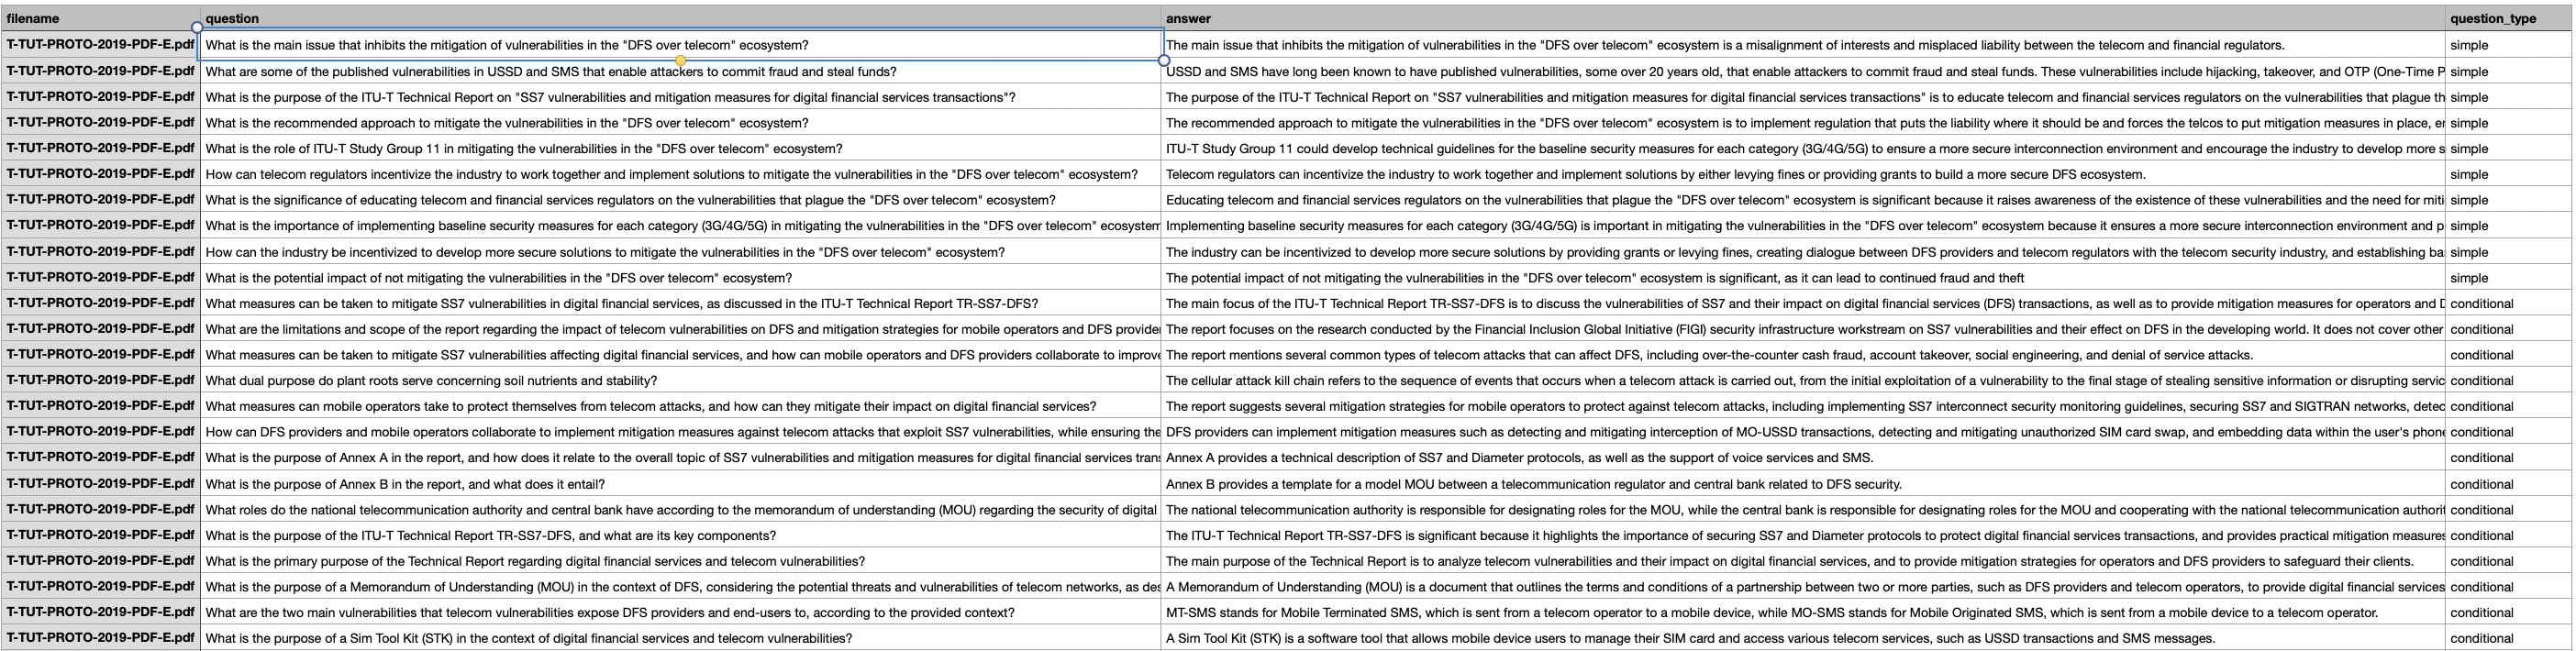 filename question answer question_type
T-TUT-PROTO-2019-PDF-E.pdf What is the main issue that inhibits the mitigation of vulnerabilities in the "DFS over telecom" ecosystem? The main issue that inhibits the mitigation of vulnerabilities in the "DFS over telecom" ecosystem is a misalignment of interests and misplaced liability between the telecom and financial regulators. simple
T-TUT-PROTO-2019-PDF-E.pdf What are some of the published vulnerabilities in USSD and SMS that enable attackers to commit fraud and steal funds? USSD and SMS have long been known to have published vulnerabilities, some over 20 years old, that enable attackers to commit fraud and steal funds. These vulnerabilities include hijacking, takeover, and OTP (One-Time P simple
T-TUT-PROTO-2019-PDF-E.pdf What is the purpose of the ITU-T Technical Report on "SS7 vulnerabilities and mitigation measures for digital financial services transactions"? The purpose of the ITU-T Technical Report on "SS7 vulnerabilities and mitigation measures for digital financial services transactions" is to educate telecom and financial services regulators on the vulnerabilities that plague th simple
T-TUT-PROTO-2019-PDF-E.pdf What is the recommended approach to mitigate the vulnerabilities in the "DFS over telecom" ecosystem? The recommended approach to mitigate the vulnerabilities in the "DFS over telecom" ecosystem is to implement regulation that puts the liability where it should be and forces the telcos to put mitigation measures in place, er simple
T-TUT-PROTO-2019-PDF-E.pdf What is the role of ITU-T Study Group 11 in mitigating the vulnerabilities in the "DFS over telecom" ecosystem? ITU-T Study Group 11 could develop technical guidelines for the baseline security measures for each category (3G/4G/5G) to ensure a more secure interconnection environment and encourage the industry to develop more s simple
T-TUT-PROTO-2019-PDF-E.pdf How can telecom regulators incentivize the industry to work together and implement solutions to mitigate the vulnerabilities in the "DFS over telecom" ecosystem? Telecom regulators can incentivize the industry to work together and implement solutions by either levying fines or providing grants to build a more secure DFS ecosystem. simple
T-TUT-PROTO-2019-PDF-E.pdf What is the significance of educating telecom and financial services regulators on the vulnerabilities that plague the "DFS over telecom" ecosystem? Educating telecom and financial services regulators on the vulnerabilities that plague the "DFS over telecom" ecosystem is significant because it raises awareness of the existence of these vulnerabilities and the need for miti simple
T-TUT-PROTO-2019-PDF-E.pdf What is the importance of implementing baseline security measures for each category (3G/4G/5G) in mitigating the vulnerabilities in the "DFS over telecom" ecosystem Implementing baseline security measures for each category (3G/4G/5G) is important in mitigating the vulnerabilities in the "DFS over telecom" ecosystem because it ensures a more secure interconnection environment and p simple
T-TUT-PROTO-2019-PDF-E.pdf How can the industry be incentivized to develop more secure solutions to mitigate the vulnerabilities in the "DFS over telecom" ecosystem? The industry can be incentivized to develop more secure solutions by providing grants or levying fines, creating dialogue between DFS providers and telecom regulators with the telecom security industry, and establishing ba simple
T-TUT-PROTO-2019-PDF-E.pdf What is the potential impact of not mitigating the vulnerabilities in the "DFS over telecom" ecosystem? The potential impact of not mitigating the vulnerabilities in the "DFS over telecom" ecosystem is significant, as it can lead to continued fraud and theft simple
T-TUT-PROTO-2019-PDF-E.pdf What measures can be taken to mitigate SS7 vulnerabilities in digital financial services, as discussed in the ITU-T Technical Report TR-SS7-DFS? The main focus of the ITU-T Technical Report TR-SS7-DFS is to discuss the vulnerabilities of SS7 and their impact on digital financial services (DFS) transactions, as well as to provide mitigation measures for operators and D conditional
T-TUT-PROTO-2019-PDF-E.pdf What are the limitations and scope of the report regarding the impact of telecom vulnerabilities on DFS and mitigation strategies for mobile operators and DFS provider The report focuses on the research conducted by the Financial Inclusion Global Initiative (FIGI) security infrastructure workstream on SS7 vulnerabilities and their effect on DFS in the developing world. It does not cover other conditional
T-TUT-PROTO-2019-PDF-E.pdf What measures can be taken to mitigate SS7 vulnerabilities affecting digital financial services, and how can mobile operators and DFS providers collaborate to improve The report mentions several common types of telecom attacks that can affect DFS, including over-the-counter cash fraud, account takeover, social engineering, and denial of service attacks. conditional
T-TUT-PROTO-2019-PDF-E.pdf What dual purpose do plant roots serve concerning soil nutrients and stability? The cellular attack kill chain refers to the sequence of events that occurs when a telecom attack is carried out, from the initial exploitation of a vulnerability to the final stage of stealing sensitive information or disrupting servic conditional
T-TUT-PROTO-2019-PDF-E.pdf What measures can mobile operators take to protect themselves from telecom attacks, and how can they mitigate their impact on digital financial services? The report suggests several mitigation strategies for mobile operators to protect against telecom attacks, including implementing SS7 interconnect security monitoring guidelines, securing SS7 and SIGTRAN networks, detec conditional
T-TUT-PROTO-2019-PDF-E.pdf How can DFS providers and mobile operators collaborate to implement mitigation measures against telecom attacks that exploit SS7 vulnerabilities, while ensuring the DFS providers can implement mitigation measures such as detecting and mitigating interception of MO-USSD transactions, detecting and mitigating unauthorized SIM card swap, and embedding data within the user's phone conditional
T-TUT-PROTO-2019-PDF-E.pdf What is the purpose of Annex A in the report, and how does it relate to the overall topic of SS7 vulnerabilities and mitigation measures for digital financial services trans Annex A provides a technical description of SS7 and Diameter protocols, as well as the support of voice services and SMS. conditional
T-TUT-PROTO-2019-PDF-E.pdf What is the purpose of Annex B in the report, and what does it entail? Annex B provides a template for a model MOU between a telecommunication regulator and central bank related to DFS security. conditional
T-TUT-PROTO-2019-PDF-E.pdf What roles do the national telecommunication authority and central bank have according to the memorandum of understanding (MOU) regarding the security of digital The national telecommunication authority is responsible for designating roles for the MOU, while the central bank is responsible for designating roles for the MOU and cooperating with the national telecommunication authorit conditional
T-TUT-PROTO-2019-PDF-E.pdf What is the purpose of the ITU-T Technical Report TR-SS7-DFS, and what are its key components? The ITU-T Technical Report TR-SS7-DFS is significant because it highlights the importance of securing SS7 and Diameter protocols to protect digital financial services transactions, and provides practical mitigation measures conditional
T-TUT-PROTO-2019-PDF-E.pdf What is the primary purpose of the Technical Report regarding digital financial services and telecom vulnerabilities? The main purpose of the Technical Report is to analyze telecom vulnerabilities and their impact on digital financial services, and to provide mitigation strategies for operators and DFS providers to safeguard their clients. conditional
T-TUT-PROTO-2019-PDF-E.pdf What is the purpose of a Memorandum of Understanding (MOU) in the context of DFS, considering the potential threats and vulnerabilities of telecom networks, as des A Memorandum of Understanding (MOU) is a document that outlines the terms and conditions of a partnership between two or more parties, such as DFS providers and telecom operators, to provide digital financial services conditional
T-TUT-PROTO-2019-PDF-E.pdf What are the two main vulnerabilities that telecom vulnerabilities expose DFS providers and end-users to, according to the provided context? MT-SMS stands for Mobile Terminated SMS, which is sent from a telecom operator to a mobile device, while MO-SMS stands for Mobile Originated SMS, which is sent from a mobile device to a telecom operator. conditional
T-TUT-PROTO-2019-PDF-E.pdf What is the purpose of a Sim Tool Kit (STK) in the context of digital financial services and telecom vulnerabilities? A Sim Tool Kit (STK) is a software tool that allows mobile device users to manage their SIM card and access various telecom services, such as USSD transactions and SMS messages. conditional